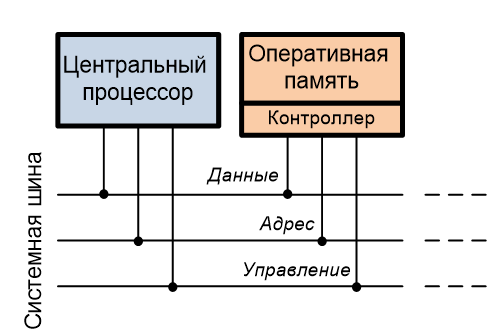 Центральный
процессор
Оперативная
память
Контроллер
Данные
Адрес
Управление
Системная шина